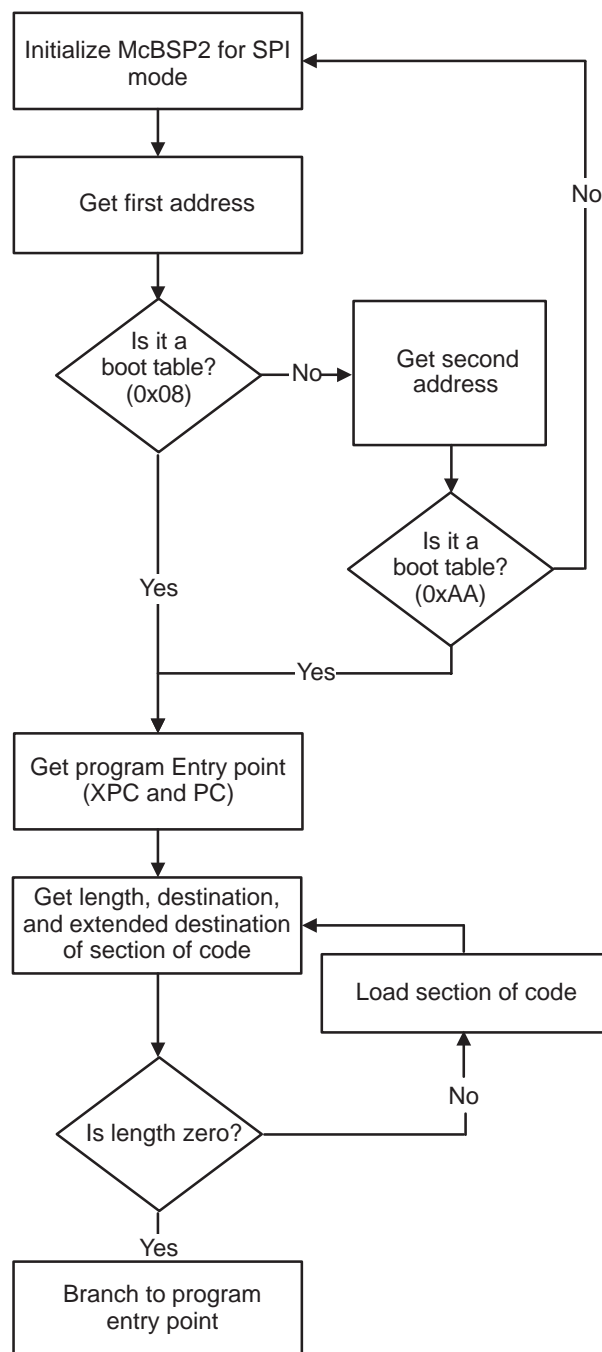 Initialize McBSP2 for SPI
mode
No
Get first address
Is it a
boot table?
(0x08)
No
Get second
address
Is it a
boot table?
(0xAA)
Yes
Yes
Get program Entry point
(XPC and PC)
Get length, destination,
and extended destination
of section of code
Load section of code
No
Is length zero?
Yes
Branch to program
entry point